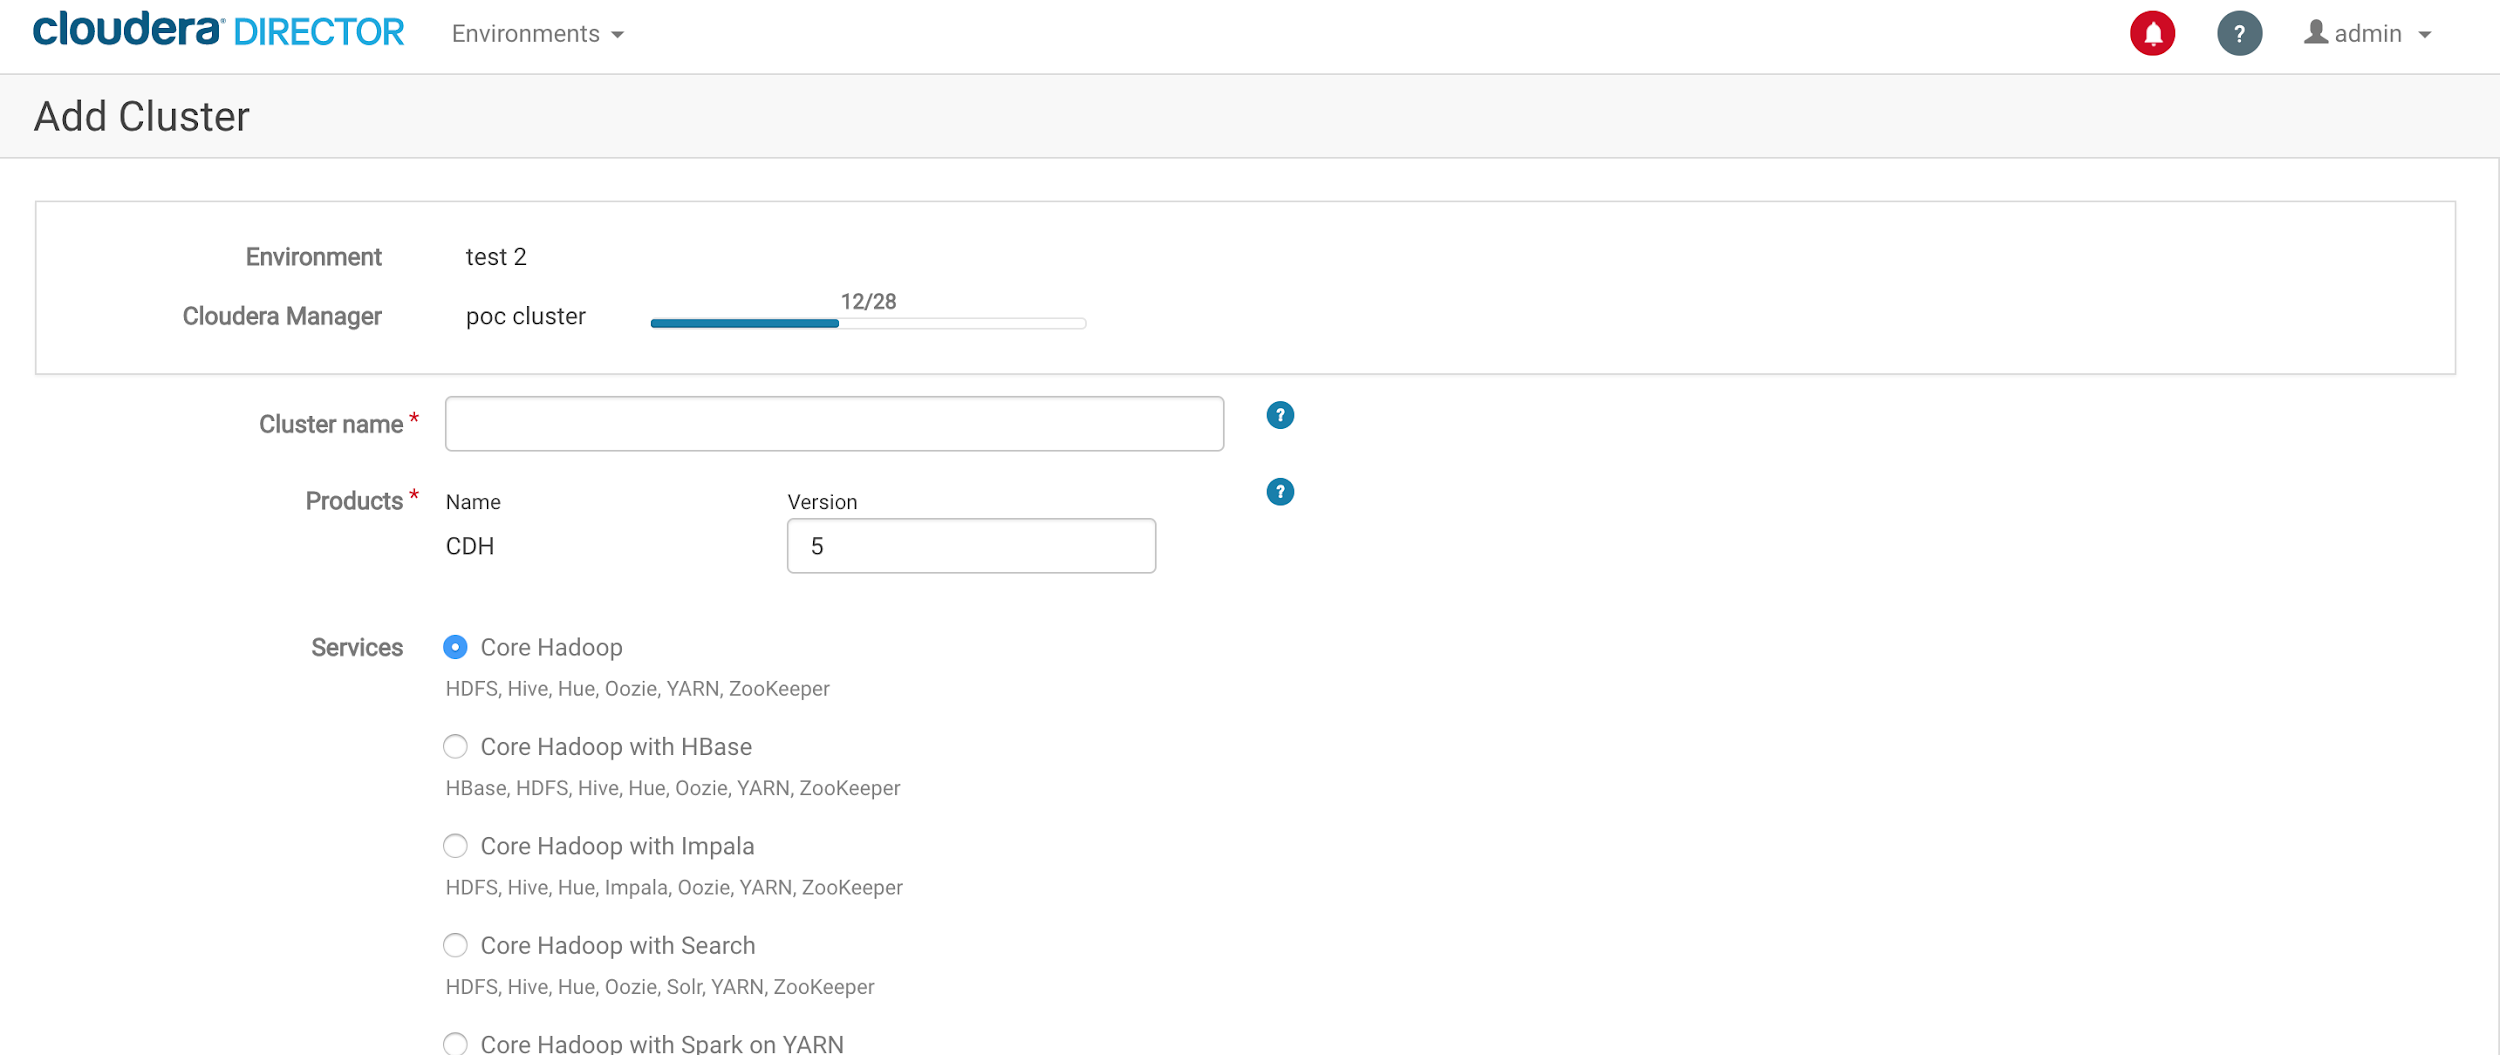 cloudera DIRECTOR Environments ? admin
Add Cluster
Environment test 2
12/28
Cloudera Manager poc cluster
Cluster name * ?
Products * Name Version ?
CDH 5
Services Core Hadoop
HDFS, Hive, Hue, Oozie, YARN, ZooKeeper
Core Hadoop with HBase
HBase, HDFS, Hive, Hue, Oozie, YARN, ZooKeeper
Core Hadoop with Impala
HDFS, Hive, Hue, Impala, Oozie, YARN, ZooKeeper
Core Hadoop with Search
HDFS, Hive, Hue, Oozie, Solr, YARN, ZooKeeper
Core Hadoop with Spark on YARN